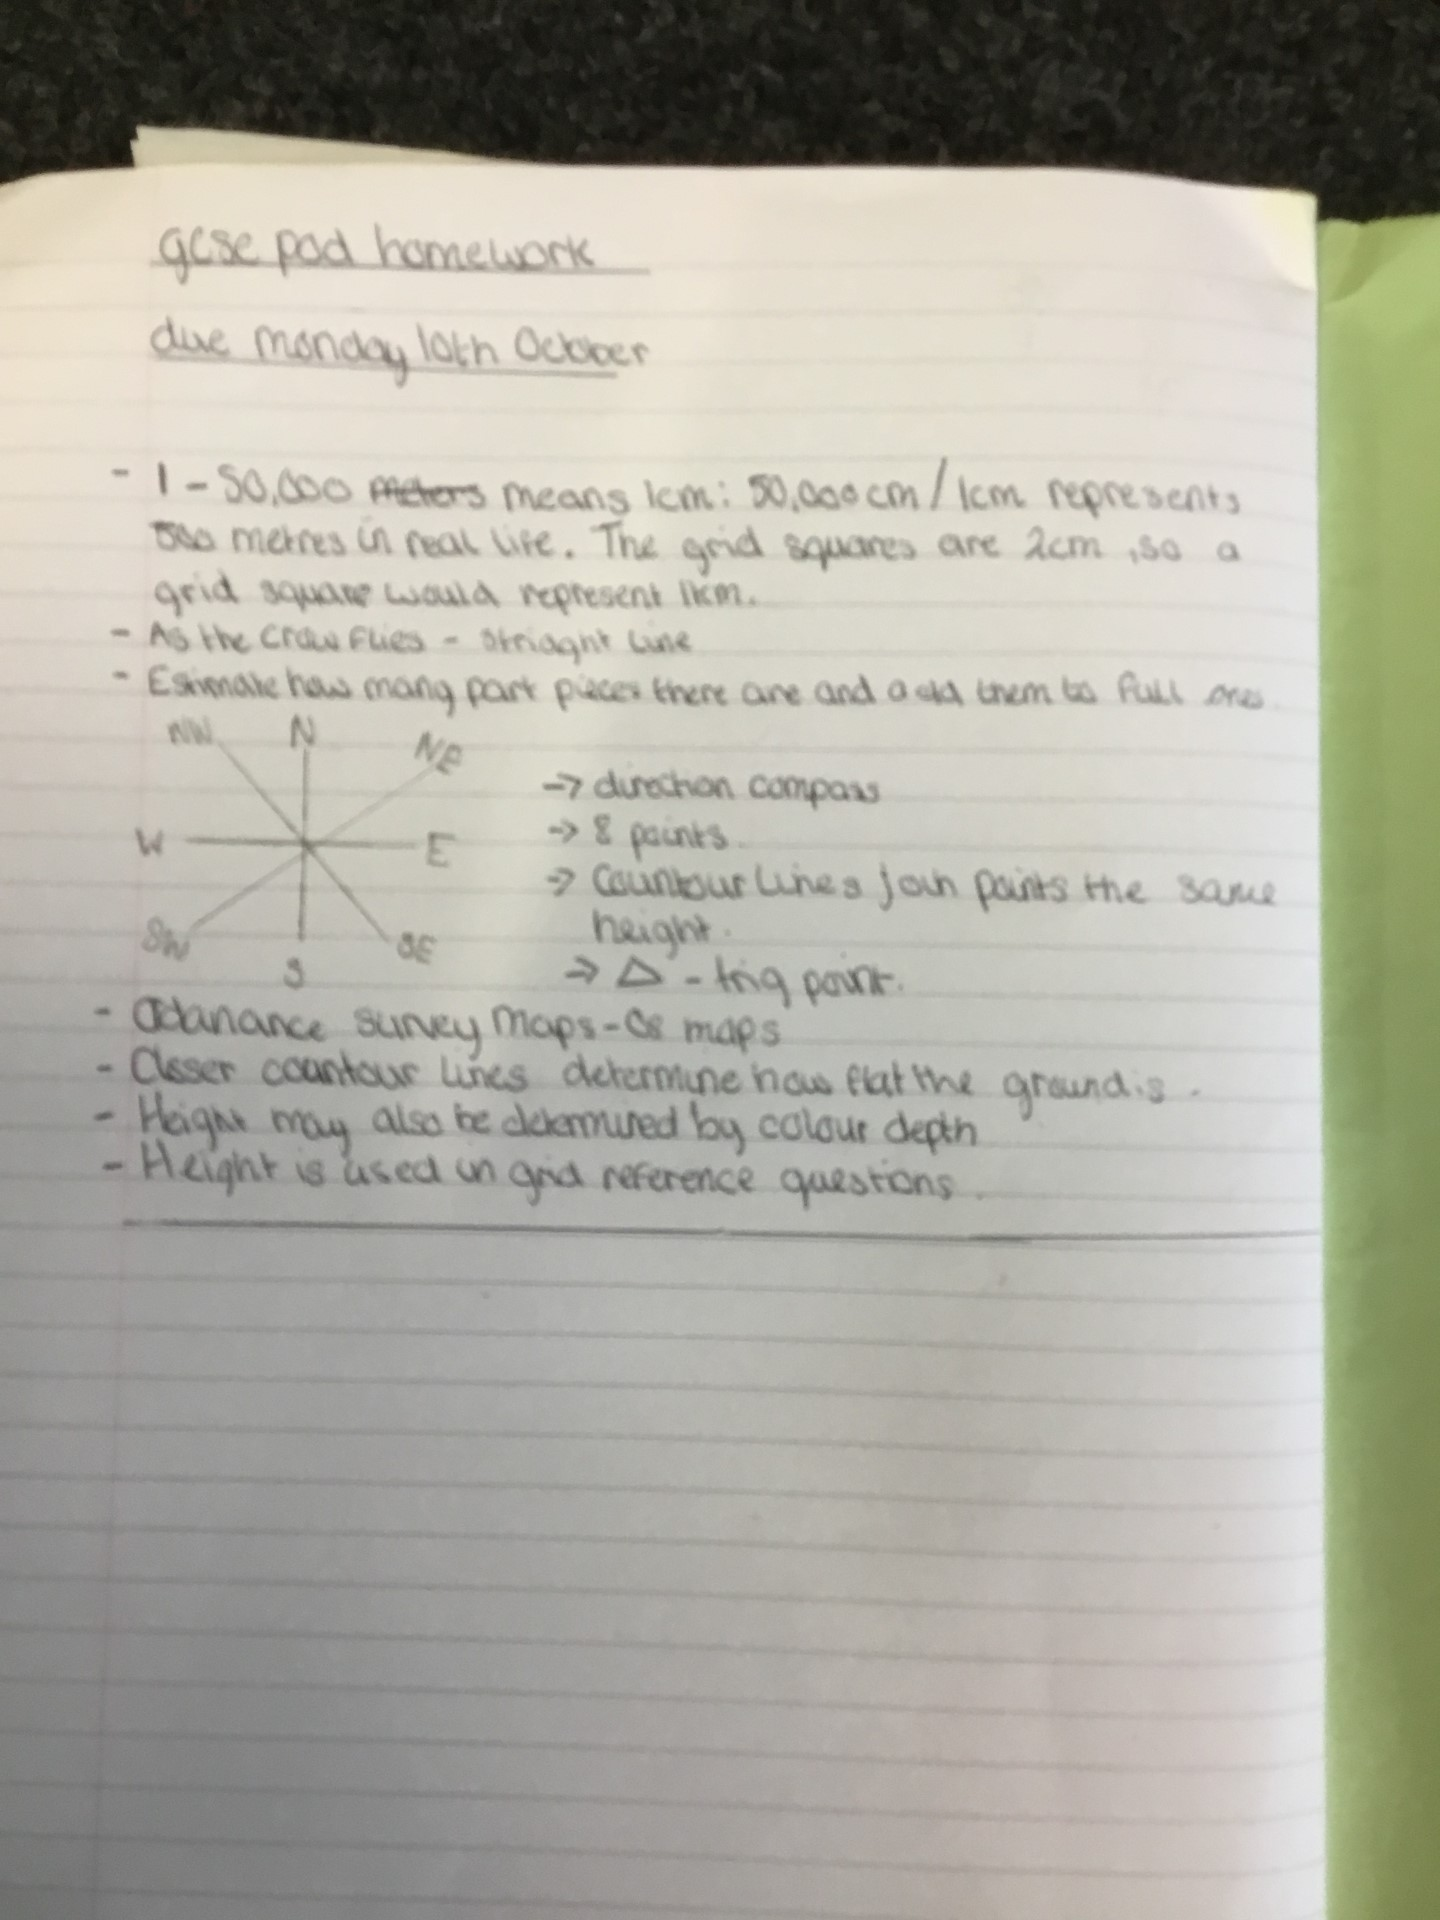 gcse pod homework
due monday 10th October
- 1 - 50,000 meters means 1cm: 50,000cm / 1cm represents
500 metres in real life. The grid squares are 2cm, so a
grid square would represent 1km.
- As the crow flies - striaght line
- Estimate how many part pieces there are and add them to full ones
NW N NE
-> direction compass
W E
-> 8 points.
-> Countour lines join points the same
height.
SW S SE
-> △ - trig point.
- Ordanance survey maps - OS maps
- Closer countour lines determine how flat the ground is.
- Height may also be determined by colour depth
- Height is used in grid reference questions.